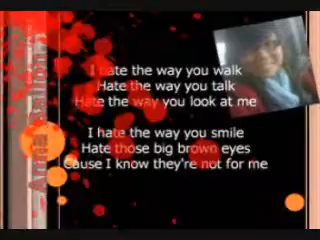 I hate the way you walk
Hate the way you talk
Hate the way you look at me
I hate the way you smile
Hate those big brown eyes
Cause I know they're not for me